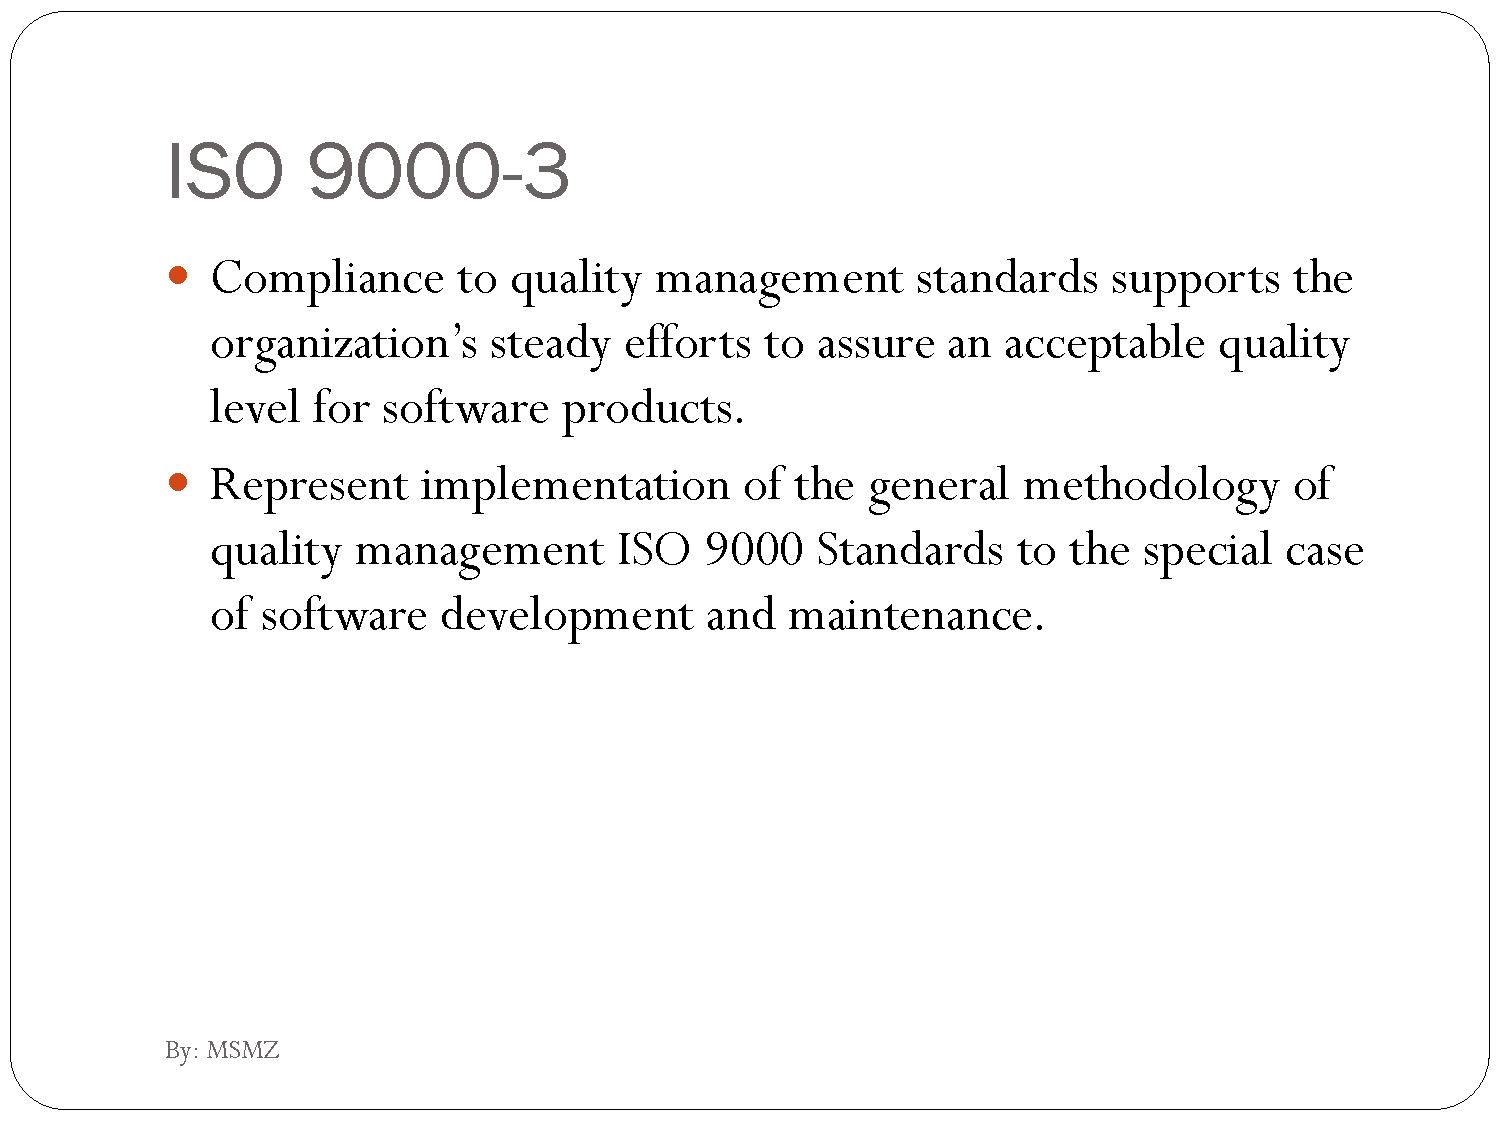 ISO 9000-3
• Compliance to quality management standards supports the
organization’s steady efforts to assure an acceptable quality
level for software products.
• Represent implementation of the general methodology of
quality management ISO 9000 Standards to the special case
of software development and maintenance.
By: MSMZ